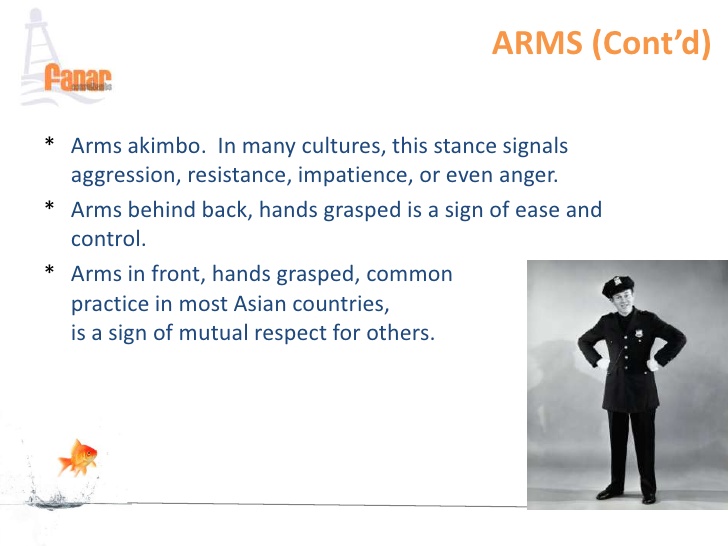 ARMS (Cont’d)
fanar
* Arms akimbo.  In many cultures, this stance signals
aggression, resistance, impatience, or even anger.
* Arms behind back, hands grasped is a sign of ease and
control.
* Arms in front, hands grasped, common
practice in most Asian countries,
is a sign of mutual respect for others.